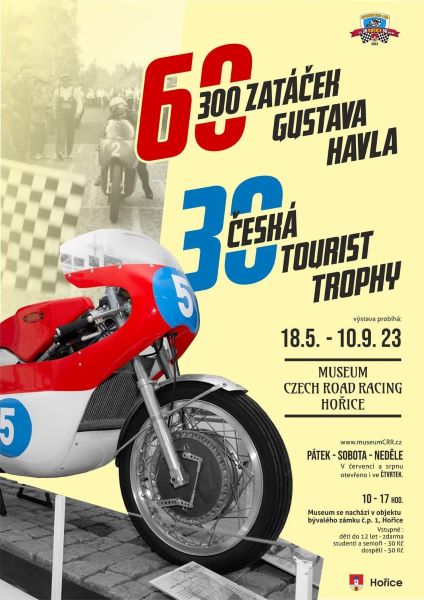 HOŘICE
60
300 ZATÁČEK
GUSTAVA
HAVLA
30
ČESKÁ
TOURIST
TROPHY
výstava probíhá:
18.5. - 10.9. 23
MUSEUM
CZECH ROAD RACING
HOŘICE
www.museumCRR.cz
PÁTEK - SOBOTA - NEDĚLE
V červenci a srpnu
otevřeno i ve ČTVRTEK.
10 - 17 HOD.
Museum se nachází v objektu
bývalého zámku č.p. 1, Hořice
Vstupné :
děti do 12 let - zdarma
studenti a senioři - 30 Kč
dospělí - 50 Kč
Hořice
2
5
5